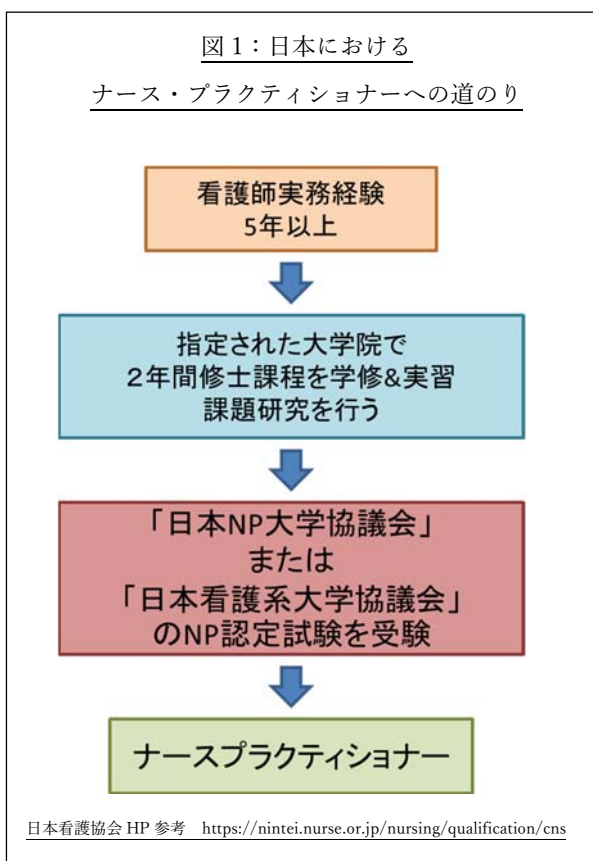 図 1：日本における
ナース・プラクティショナーへの道のり
看護師実務経験
5年以上
指定された大学院で
２年間修士課程を学修&実習
課題研究を行う
「日本NP大学協議会」
または
「日本看護系大学協議会」
のNP認定試験を受験
ナースプラクティショナー
日本看護協会 HP 参考　https://nintei.nurse.or.jp/nursing/qualification/cns